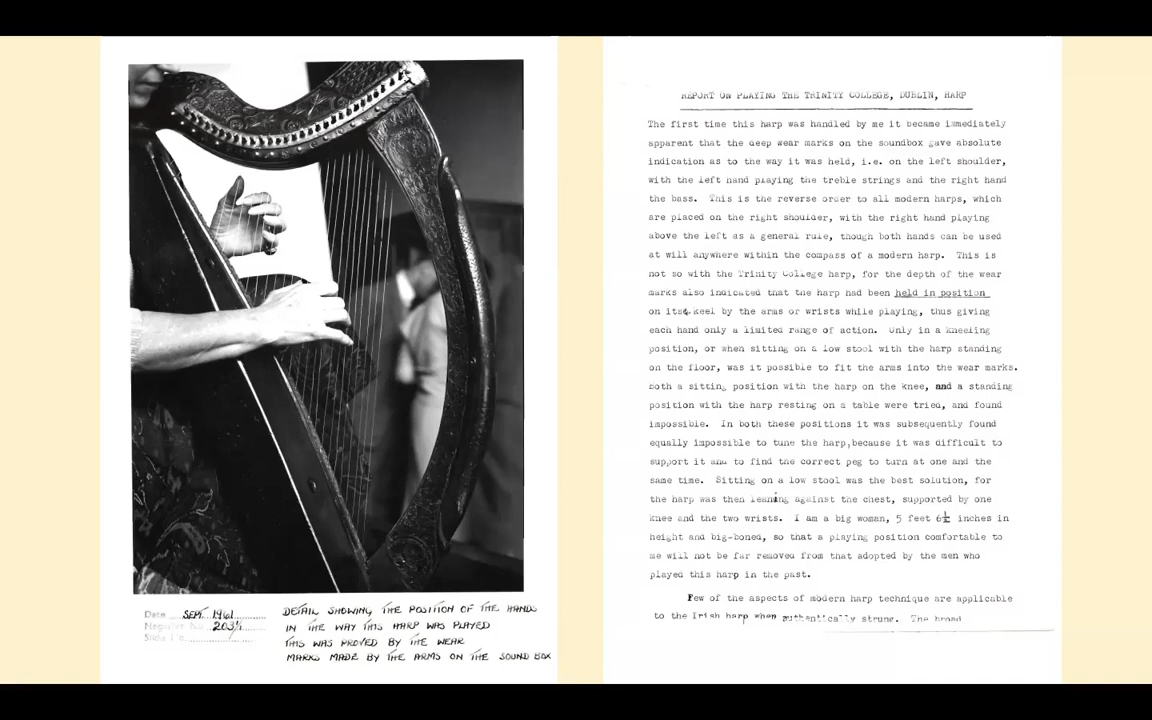 Date SEPT. 1961
Negative No. 203/1
DETAIL SHOWING THE POSITION OF THE HANDS
IN THE WAY THIS HARP WAS PLAYED
THIS WAS PROVED BY THE WEAR
MARKS MADE BY THE ARMS ON THE SOUND BOX
REPORT ON PLAYING THE TRINITY COLLEGE, DUBLIN, HARP
The first time this harp was handled by me it became immediately
apparent that the deep wear marks on the soundbox gave absolute
indication as to the way it was held, i.e. on the left shoulder,
with the left hand playing the treble strings and the right hand
the bass. This is the reverse order to all modern harps, which
are placed on the right shoulder, with the right hand playing
above the left as a general rule, though both hands can be used
at will anywhere within the compass of a modern harp. This is
not so with the Trinity College harp, for the depth of the wear
marks also indicated that the harp had been held in position
on its keel by the arms or wrists while playing, thus giving
each hand only a limited range of action. Only in a kneeling
position, or when sitting on a low stool with the harp standing
on the floor, was it possible to fit the arms into the wear marks.
Both a sitting position with the harp on the knee, and a standing
position with the harp resting on a table were tried, and found
impossible. In both these positions it was subsequently found
equally impossible to tune the harp, because it was difficult to
support it and to find the correct peg to turn at one and the
same time. Sitting on a low stool was the best solution, for
the harp was then leaning against the chest, supported by one
knee and the two wrists. I am a big woman, 5 feet 6½ inches in
height and big-boned, so that a playing position comfortable to
me will not be far removed from that adopted by the men who
played this harp in the past.
Few of the aspects of modern harp technique are applicable
to the Irish harp when authentically strung. The broad